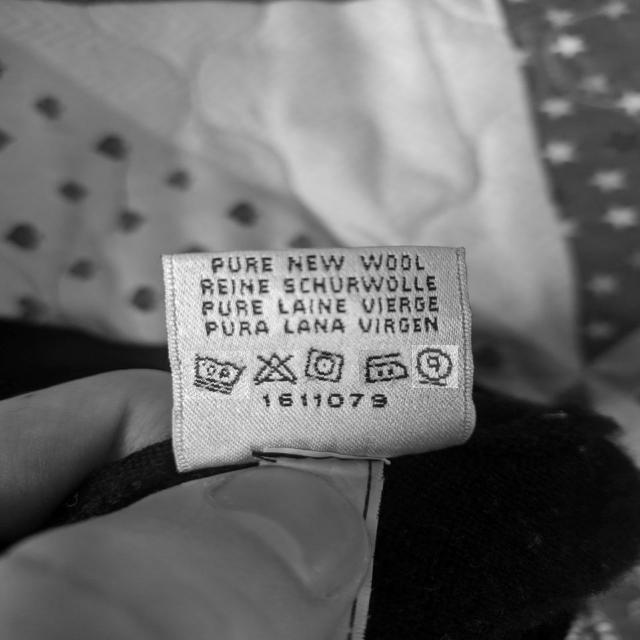 PURE NEW WOOL
REINE SCHURWOLLE
PURE LAINE VIERGE
PURA LANA VIRGEN
1611079